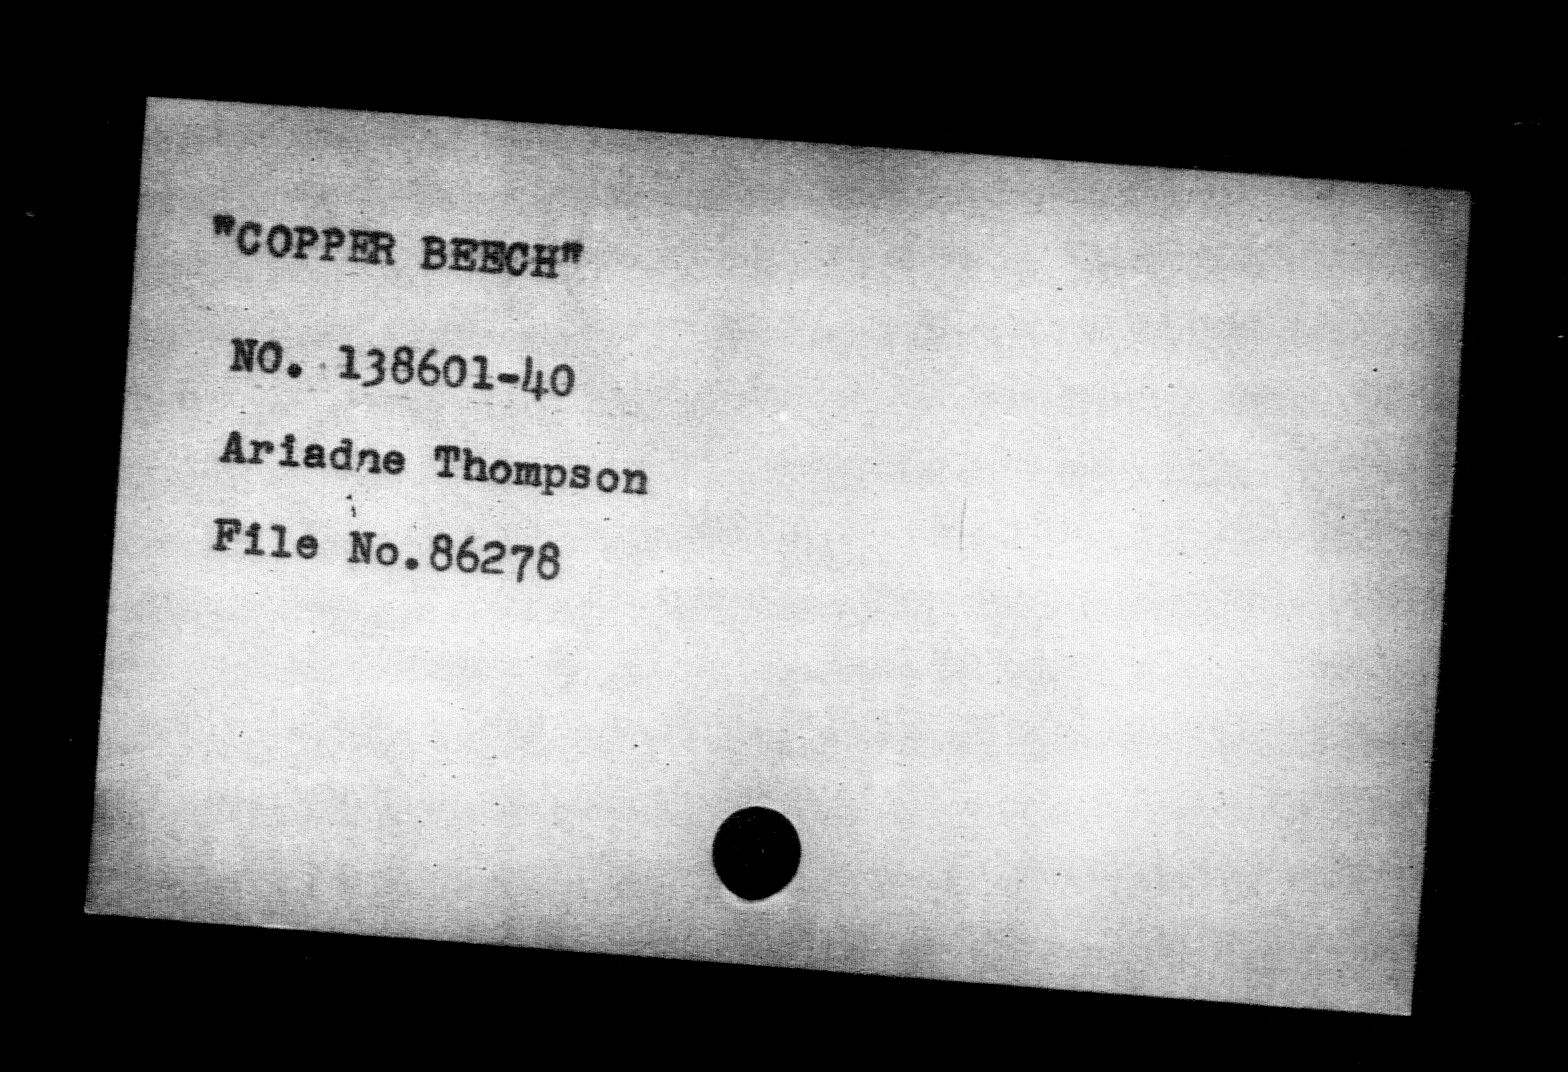 "COPPER BEECH"
NO. 138601-40
Ariadne Thompson
File No.86278